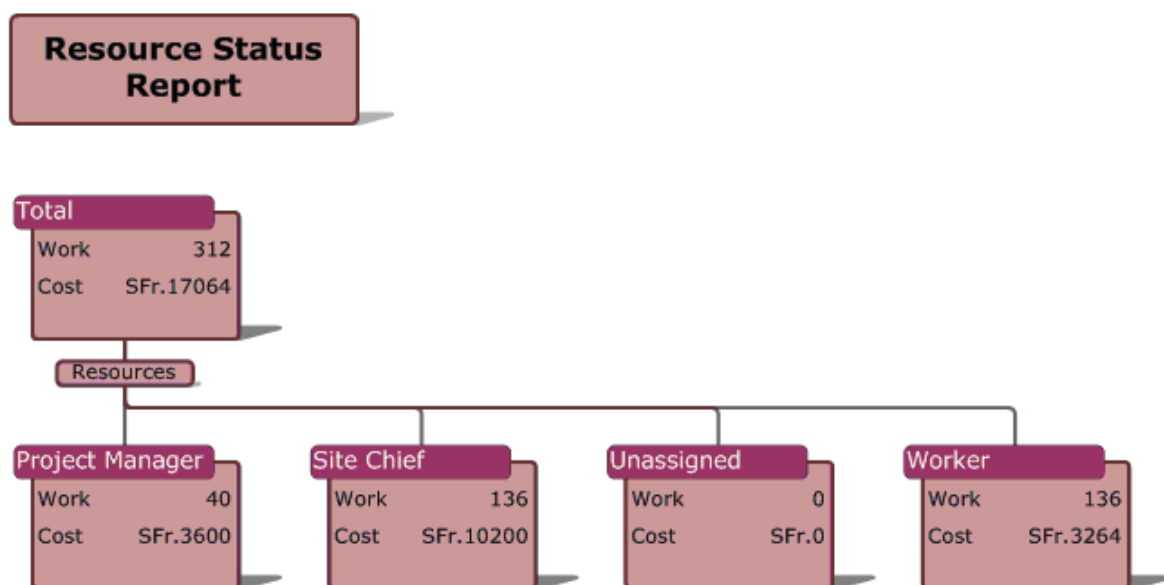 Resource Status
Report
Total
Work 312
Cost SFr.17064
Resources
Project Manager
Work 40
Cost SFr.3600
Site Chief
Work 136
Cost SFr.10200
Unassigned
Work 0
Cost SFr.0
Worker
Work 136
Cost SFr.3264